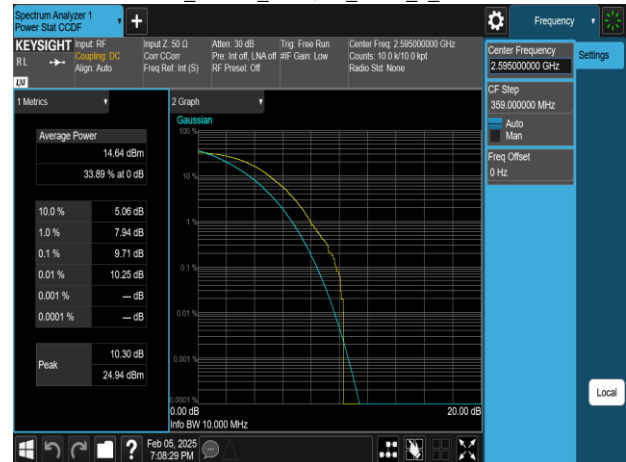 Spectrum Analyzer 1
Power Stat CCDF
Frequency
KEYSIGHT
RL
LXI
Input: RF
Coupling: DC
Align: Auto
Input Z: 50 Ω
Corr CCorr
Freq Ref: Int (S)
Atten: 30 dB
Pre: Int off, LNA off
RF Presel: Off
Trig: Free Run
#IF Gain: Low
Center Freq: 2.595000000 GHz
Counts: 10.0 k/10.0 kpt
Radio Std: None
Center Frequency
2.595000000 GHz
Settings
CF Step
359.000000 MHz
Auto
Man
Freq Offset
0 Hz
Local
1 Metrics
Average Power
14.64 dBm
33.89 % at 0 dB
10.0 % 5.06 dB
1.0 % 7.94 dB
0.1 % 9.71 dB
0.01 % 10.25 dB
0.001 % --- dB
0.0001 % --- dB
Peak
10.30 dB
24.94 dBm
2 Graph
Gaussian
100 %
10 %
1 %
0.1 %
0.01 %
0.001 %
0.0001 %
0.00 dB 20.00 dB
Info BW 10.000 MHz
?
Feb 05, 2025
7:08:29 PM